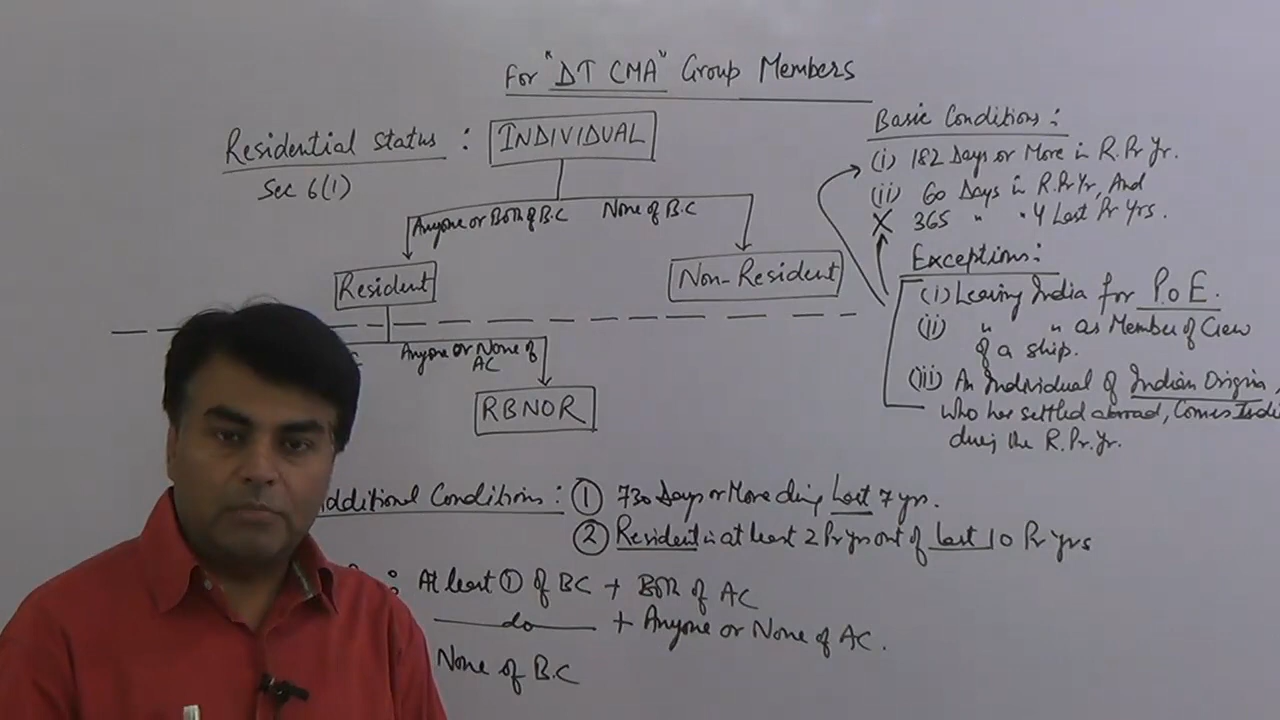 For "DT CMA" Group Members
Residential Status :
Sec 6(1)
INDIVIDUAL
Anyone or Both of B.C
None of B.C
Resident
Non-Resident
Anyone or None of
AC
RBNOR
Basic Conditions :
(i) 182 Days or More in R.Pr Yr.
(ii) 60 Days in R.Pr Yr, And
X 365 " " 4 Last Pr Yrs.
Exceptions :
(i) Leaving India for P.o E.
(ii) " " as Member of Crew
of a ship.
(iii) An Individual of Indian Origin,
who has settled abroad, Comes Indi
during the R.Pr.Yr.
Additional Conditions : ① 730 Days or More during Last 7 yrs.
② Resident in at least 2 Pr Yrs out of last 10 Pr Yrs
: At least ① of BC + Both of AC
do + Anyone or None of AC.
None of B.C